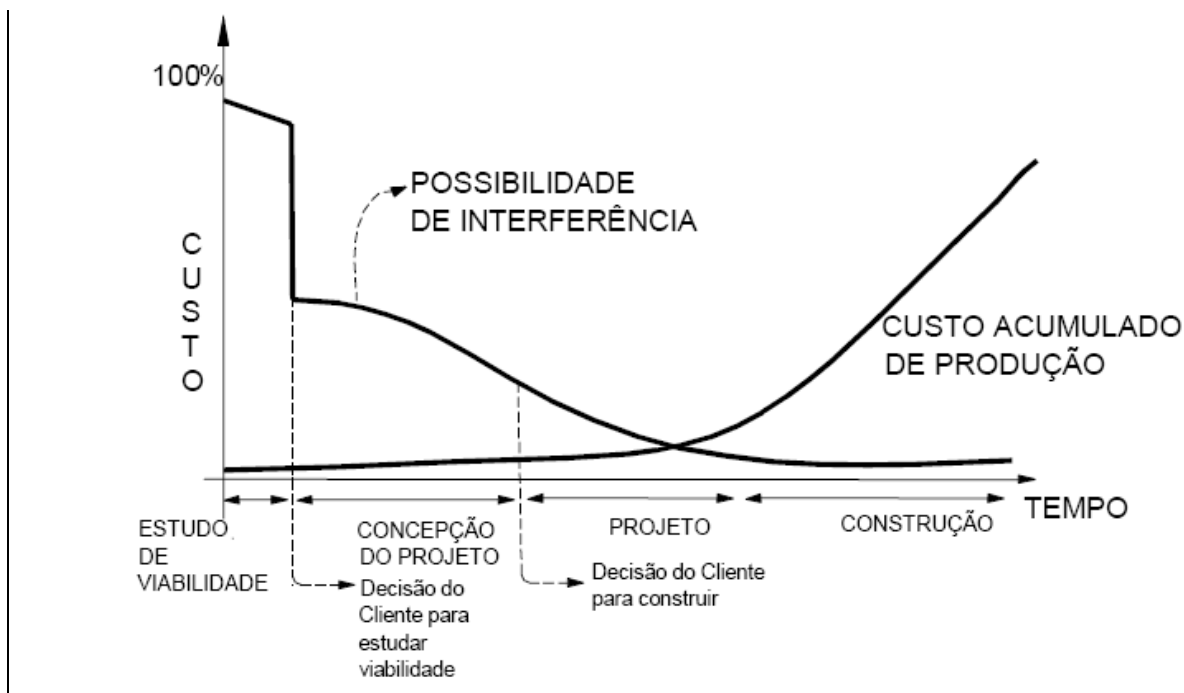 100%
POSSIBILIDADE
DE INTERFERÊNCIA
C
U
S
T
O
CUSTO ACUMULADO
DE PRODUÇÃO
TEMPO
ESTUDO
DE
VIABILIDADE
CONCEPÇÃO
DO PROJETO
PROJETO
CONSTRUÇÃO
Decisão do
Cliente para
estudar
viabilidade
Decisão do Cliente
para construir